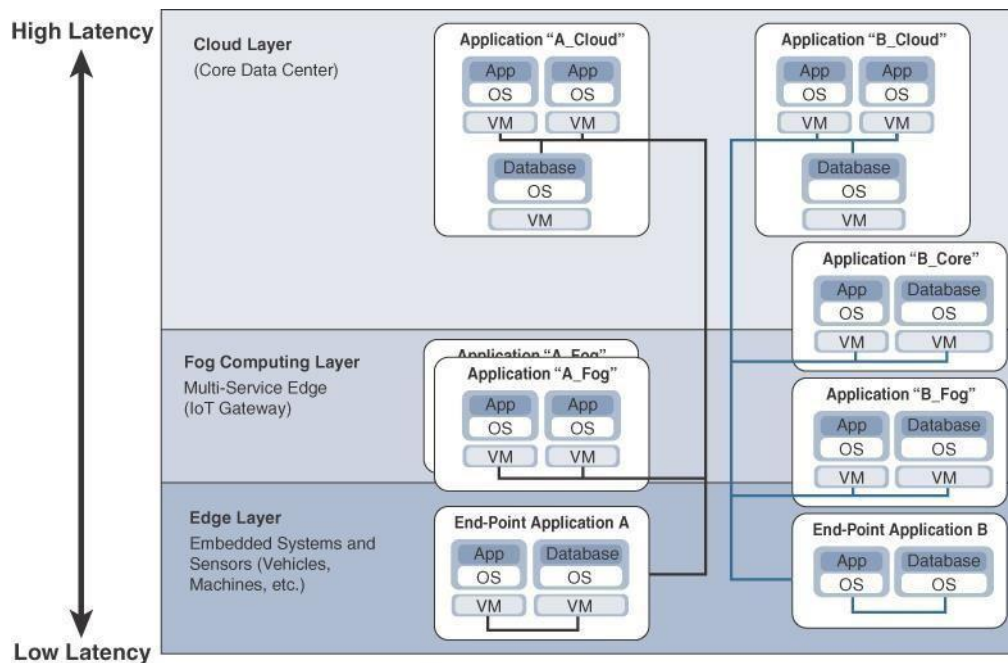 High Latency
Low Latency
Cloud Layer
(Core Data Center)
Application “A_Cloud”
App App
OS OS
VM VM
Database
OS
VM
Application “B_Cloud”
App App
OS OS
VM VM
Database
OS
VM
Application “B_Core”
App Database
OS OS
VM VM
Fog Computing Layer
Multi-Service Edge
(IoT Gateway)
Application “A_Fog”
Application “A_Fog”
App App
OS OS
VM VM
Application “B_Fog”
App Database
OS OS
VM VM
Edge Layer
Embedded Systems and
Sensors (Vehicles,
Machines, etc.)
End-Point Application A
App Database
OS OS
VM VM
End-Point Application B
App Database
OS OS